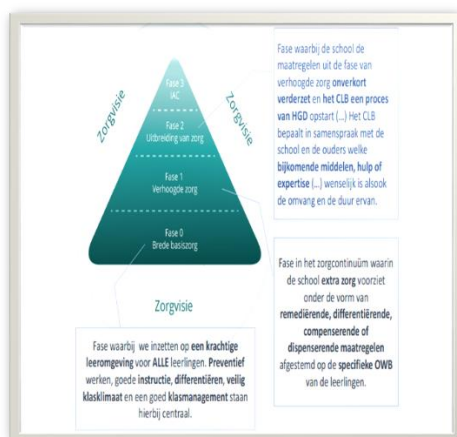 Fase waarbij de school de
maatregelen uit de fase van
verhoogde zorg onverkort
verderzet en het CLB een proces
van HGD opstart (...) Het CLB
bepaalt in samenspraak met de
school en de ouders welke
bijkomende middelen, hulp of
expertise (...) wenselijk is alsook
de omvang en de duur ervan.
Zorgvisie
Zorgvisie
Fase 3
IAC
Fase 2
Uitbreiding van zorg
Fase 1
Verhoogde zorg
Fase 0
Brede basiszorg
Zorgvisie
Fase in het zorgcontinuüm waarin
de school extra zorg voorziet
onder de vorm van
remediërende, differentiërende,
compenserende of
dispenserende maatregelen
afgestemd op de specifieke OWB
van de leerlingen.
Fase waarbij we inzetten op een krachtige
leeromgeving voor ALLE leerlingen. Preventief
werken, goede instructie, differentiëren, veilig
klasklimaat en een goed klasmanagement staan
hierbij centraal.